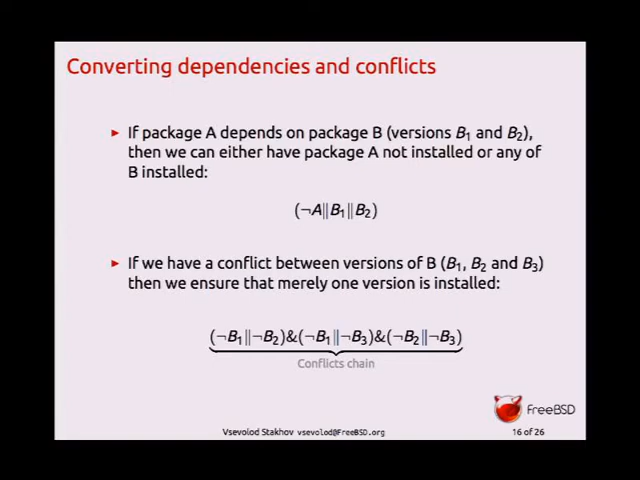 Converting dependencies and conflicts
► If package A depends on package B (versions B₁ and B₂),
then we can either have package A not installed or any of
B installed:
(¬A‖B₁‖B₂)
► If we have a conflict between versions of B (B₁, B₂ and B₃)
then we ensure that merely one version is installed:
(¬B₁‖¬B₂)&(¬B₁‖¬B₃)&(¬B₂‖¬B₃)
Conflicts chain
FreeBSD
Vsevolod Stakhov vsevolod@FreeBSD.org
16 of 26